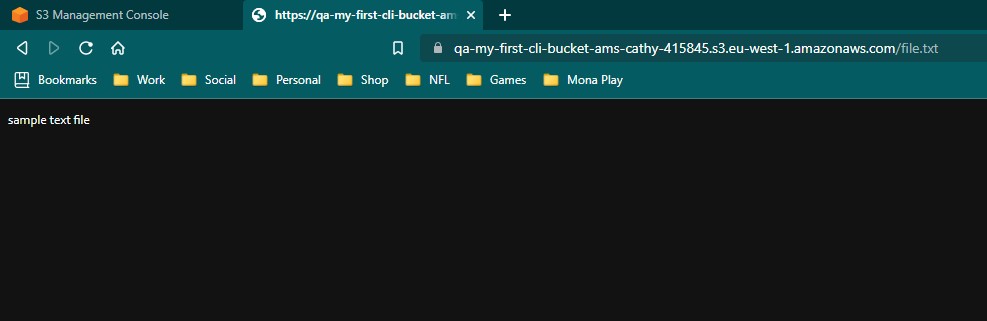 S3 Management Console
https://qa-my-first-cli-bucket-am
qa-my-first-cli-bucket-ams-cathy-415845.s3.eu-west-1.amazonaws.com/file.txt
Bookmarks Work Social Personal Shop NFL Games Mona Play
sample text file